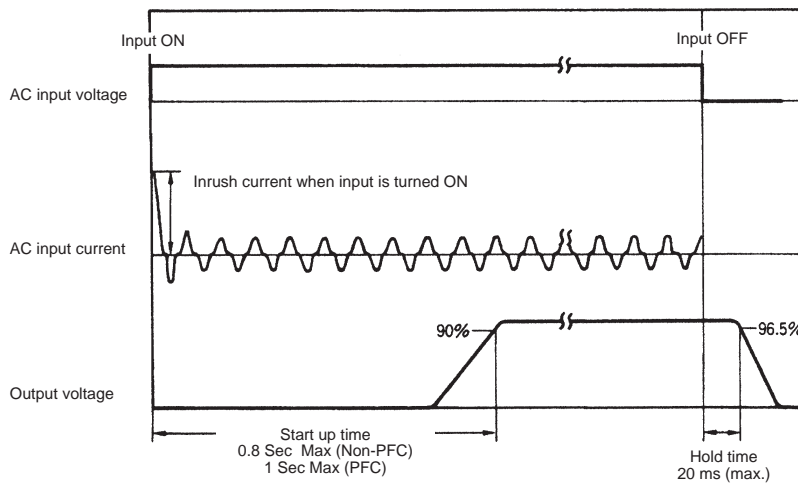 Input ON
Input OFF
AC input voltage
Inrush current when input is turned ON
AC input current
90%
96.5%
Output voltage
Start up time
0.8 Sec Max (Non-PFC)
1 Sec Max (PFC)
Hold time
20 ms (max.)